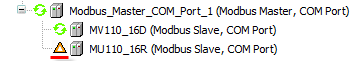 Modbus_Master_COM_Port_1 (Modbus Master, COM Port)
MV110_16D (Modbus Slave, COM Port)
MU110_16R (Modbus Slave, COM Port)